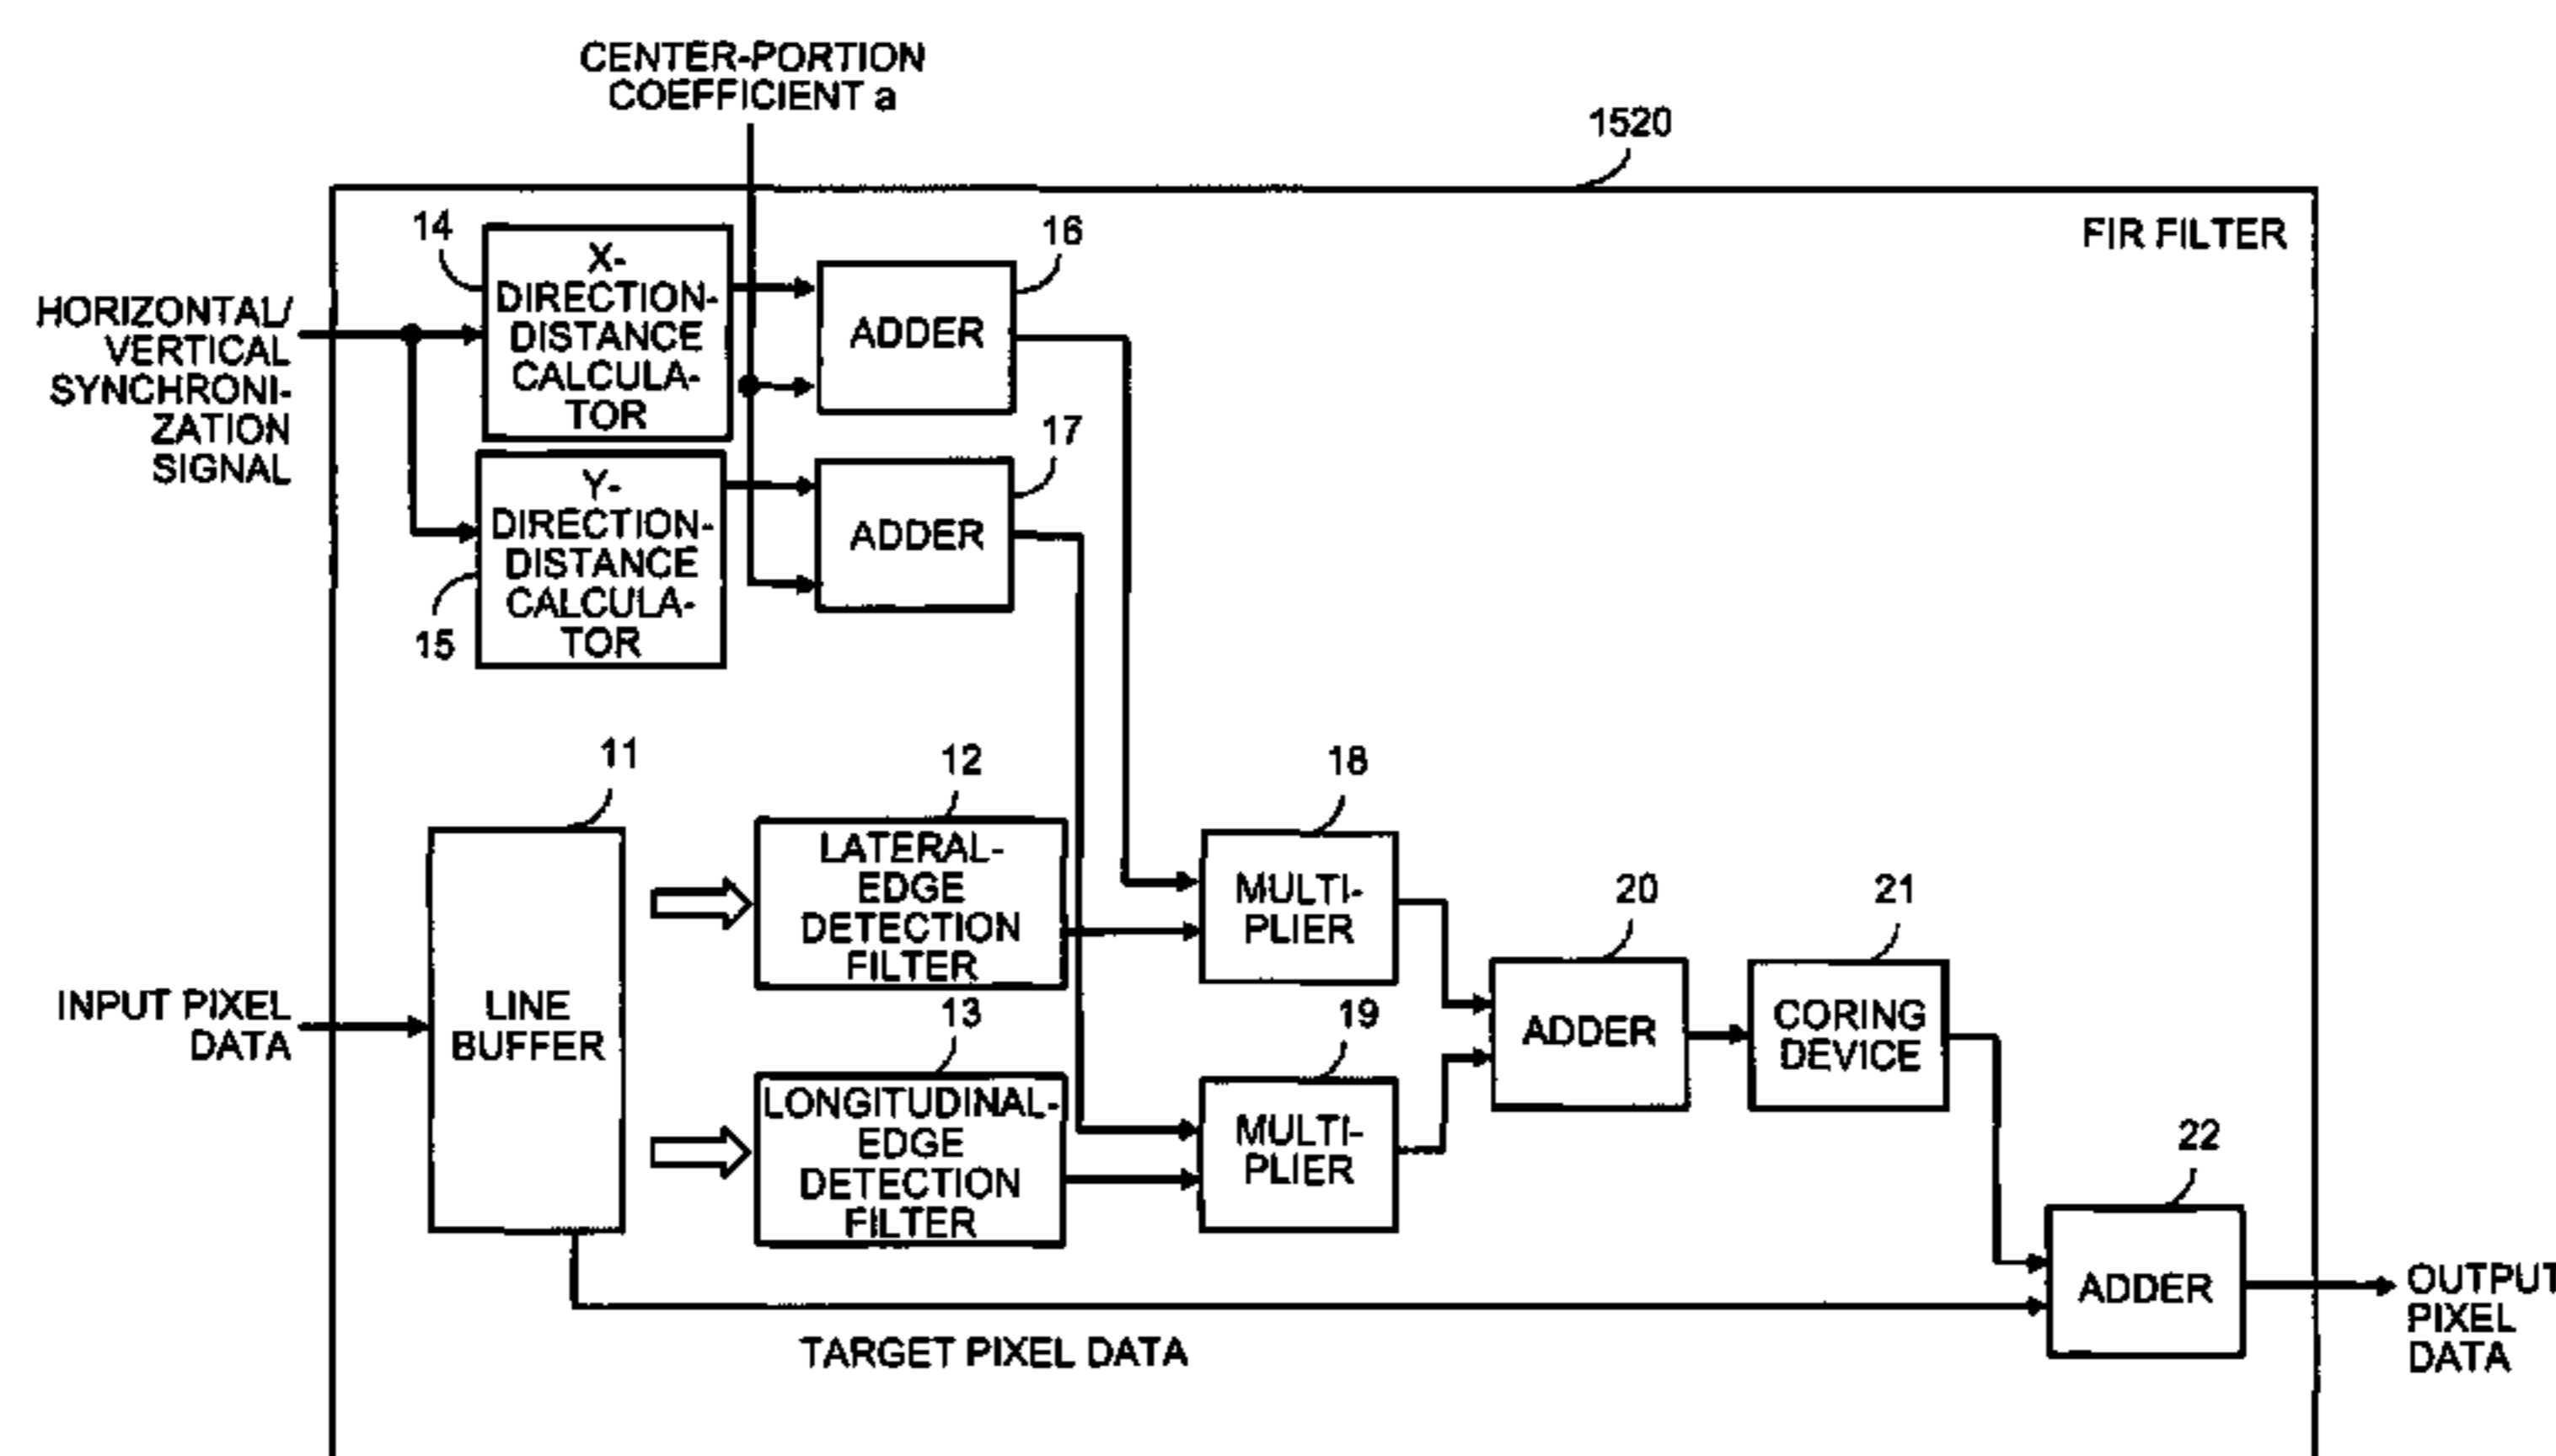 CENTER-PORTION
COEFFICIENT a
1520
FIR FILTER
14
X-
DIRECTION-
DISTANCE
CALCULA-
TOR
16
ADDER
HORIZONTAL/
VERTICAL
SYNCHRONI-
ZATION
SIGNAL
15
Y-
DIRECTION-
DISTANCE
CALCULA-
TOR
17
ADDER
11
LINE
BUFFER
INPUT PIXEL
DATA
12
LATERAL-
EDGE
DETECTION
FILTER
13
LONGITUDINAL-
EDGE
DETECTION
FILTER
18
MULTI-
PLIER
19
MULTI-
PLIER
20
ADDER
21
CORING
DEVICE
22
ADDER
TARGET PIXEL DATA
OUTPUT
PIXEL
DATA